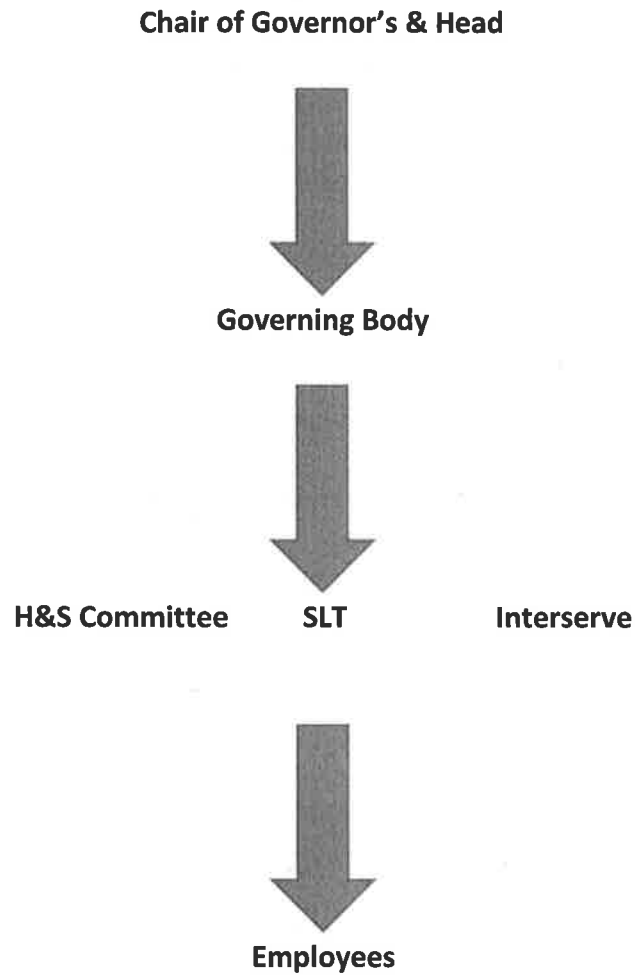 Chair of Governor's & Head
Governing Body
H&S Committee SLT Interserve
Employees